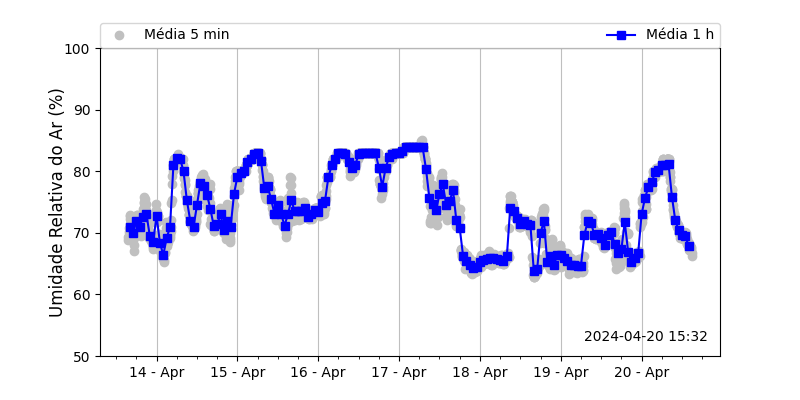 Média 5 min
Média 1 h
Umidade Relativa do Ar (%)
100
90
80
70
60
50
2024-04-20 15:32
14 - Apr
15 - Apr
16 - Apr
17 - Apr
18 - Apr
19 - Apr
20 - Apr